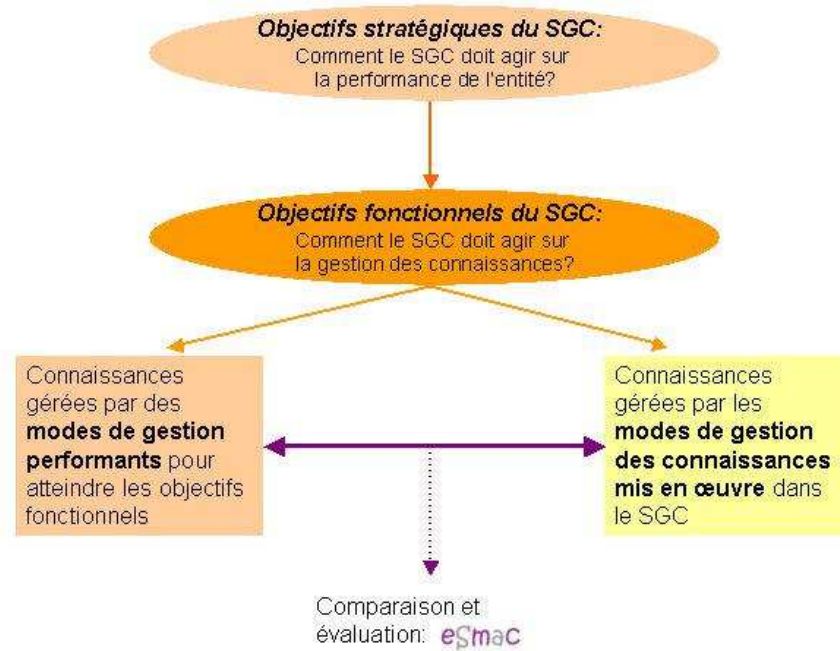 Objectifs stratégiques du SGC:
Comment le SGC doit agir sur
la performance de l'entité?
Objectifs fonctionnels du SGC:
Comment le SGC doit agir sur
la gestion des connaissances?
Connaissances
gérées par des
modes de gestion
performants pour
atteindre les objectifs
fonctionnels
Connaissances
gérées par les
modes de gestion
des connaissances
mis en œuvre dans
le SGC
Comparaison et
évaluation: eSmaC